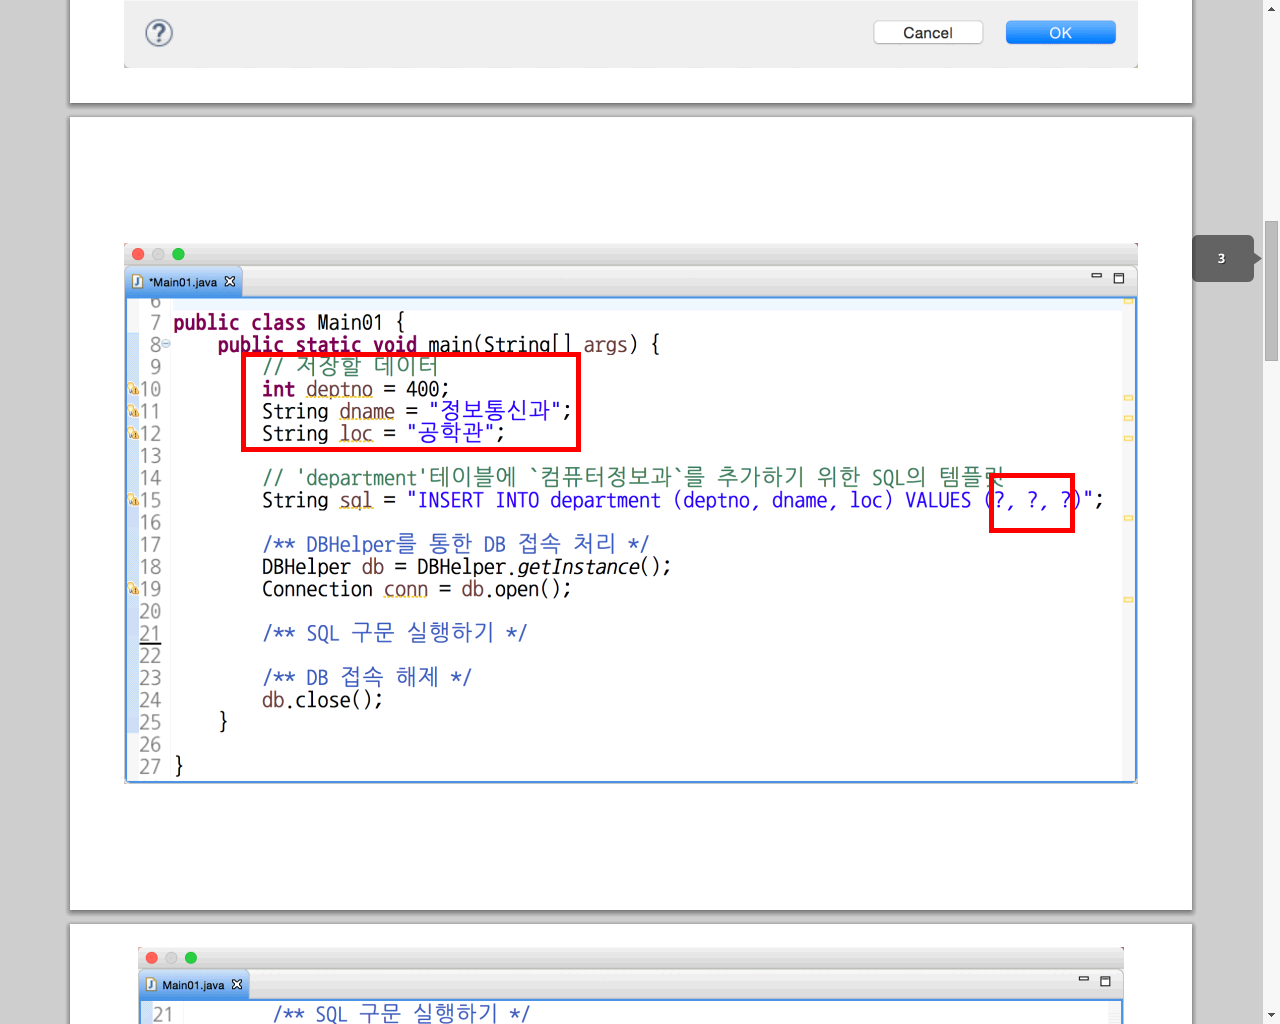 Cancel
OK
3
*Main01.java
6
7 public class Main01 {
8 public static void main(String[] args) {
9 // 저장할 데이터
10 int deptno = 400;
11 String dname = "정보통신과";
12 String loc = "공학관";
13
14 // 'department'테이블에 `컴퓨터정보과`를 추가하기 위한 SQL의 템플릿
15 String sql = "INSERT INTO department (deptno, dname, loc) VALUES (?, ?, ?)";
16
17 /** DBHelper를 통한 DB 접속 처리 */
18 DBHelper db = DBHelper.getInstance();
19 Connection conn = db.open();
20
21 /** SQL 구문 실행하기 */
22
23 /** DB 접속 해제 */
24 db.close();
25 }
26
27 }
Main01.java
21 /** SQL 구문 실행하기 */